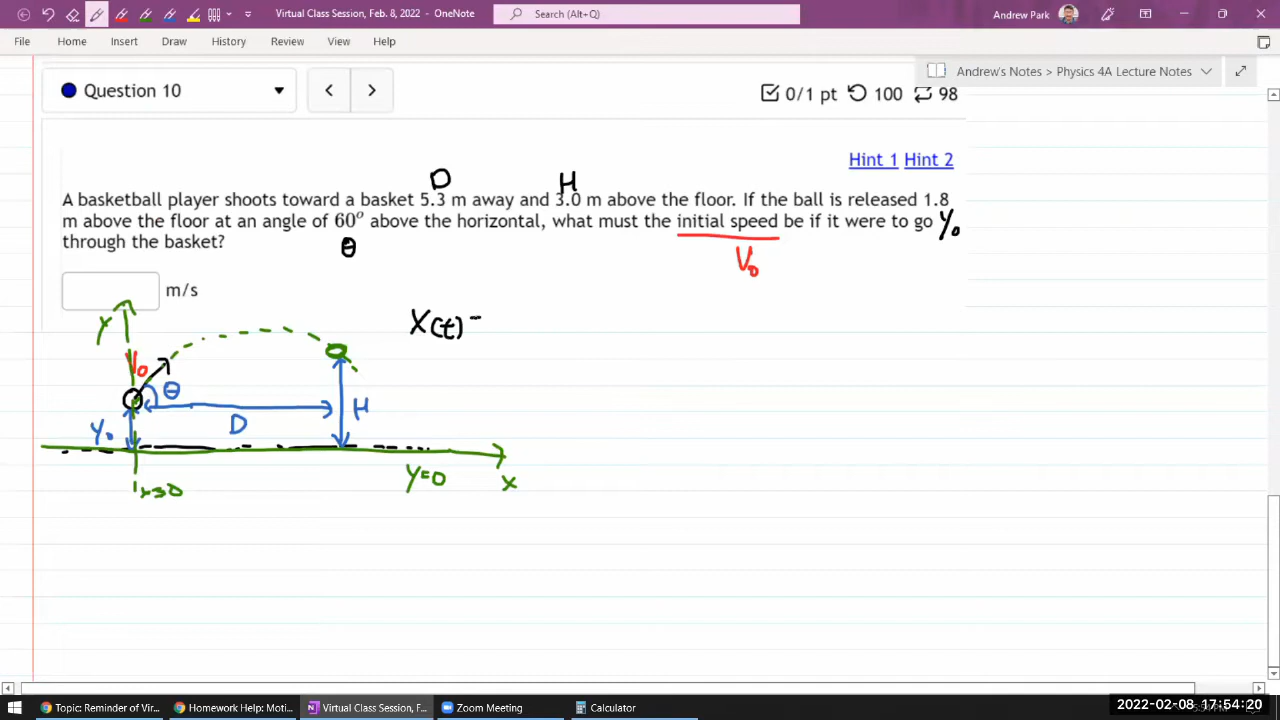 Virtual Class Session, Feb. 8, 2022 - OneNote
Search (Alt+Q)
Andrew Park
File Home Insert Draw History Review View Help
Andrew's Notes > Physics 4A Lecture Notes
Question 10
0/1 pt 100 98
Hint 1 Hint 2
D H
A basketball player shoots toward a basket 5.3 m away and 3.0 m above the floor. If the ball is released 1.8
m above the floor at an angle of 60° above the horizontal, what must the initial speed be if it were to go y₀
through the basket?
θ V₀
m/s
Y
X(t) -
V₀
θ
D H
Y₀
Y=0 X
x=0
Topic: Reminder of Vir... Homework Help: Moti... Virtual Class Session, F... Zoom Meeting Calculator
2022-02-08 17:54:20